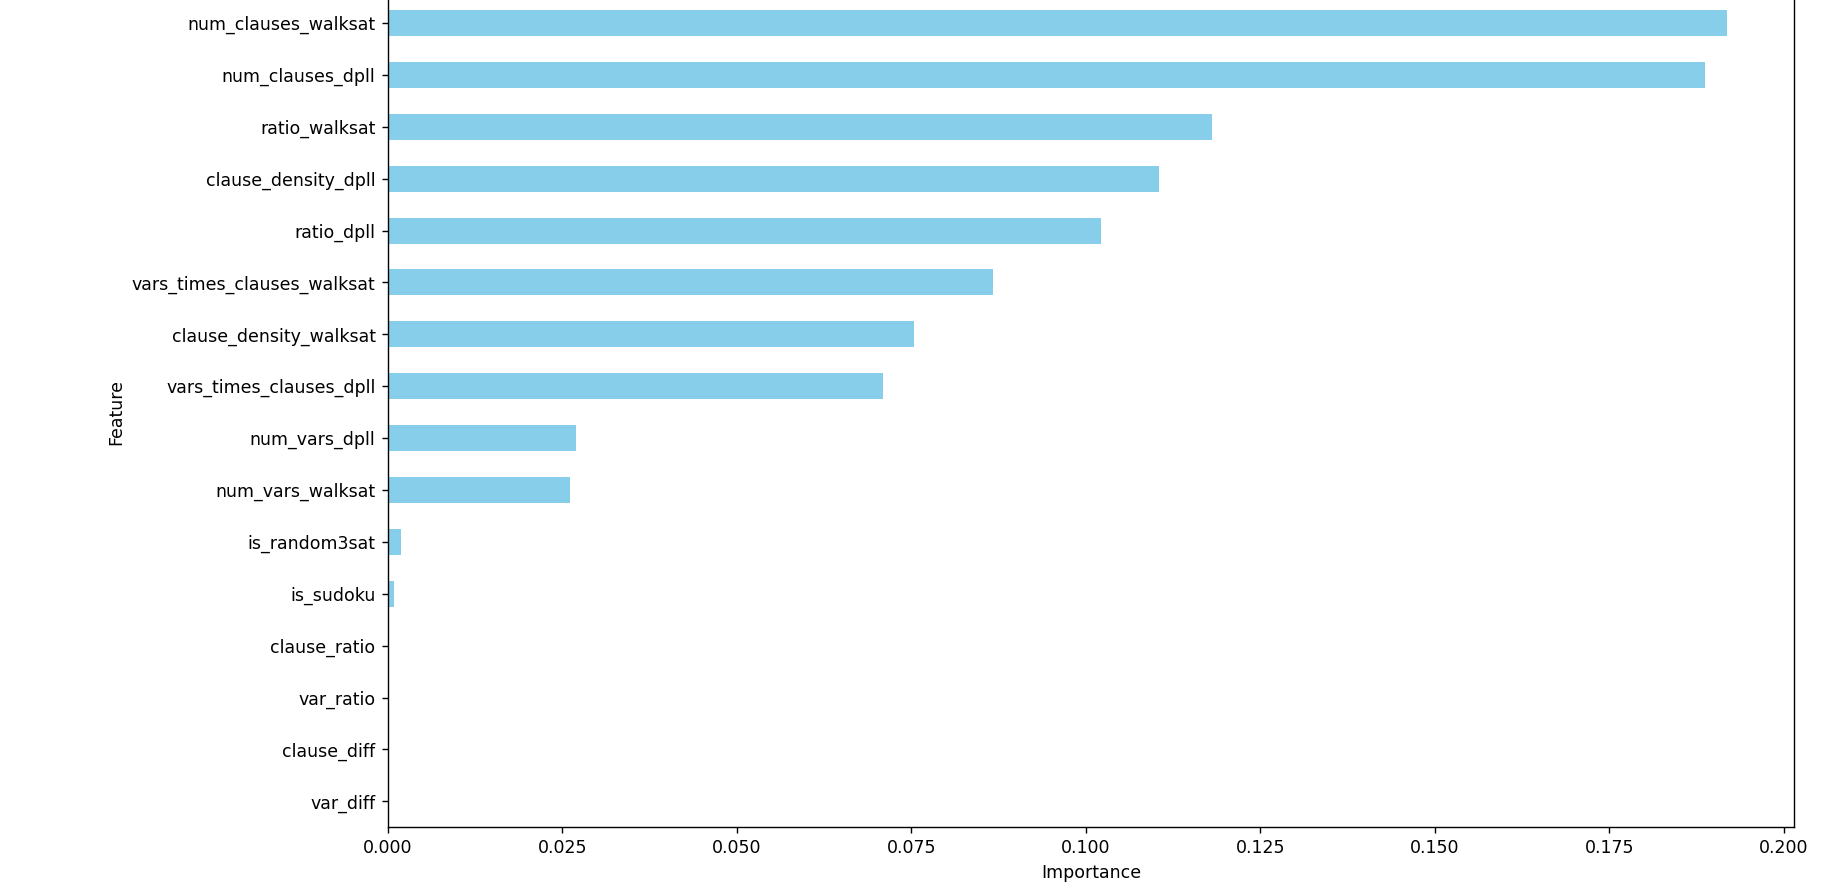 num_clauses_walksat
num_clauses_dpll
ratio_walksat
clause_density_dpll
ratio_dpll
vars_times_clauses_walksat
clause_density_walksat
vars_times_clauses_dpll
num_vars_dpll
num_vars_walksat
is_random3sat
is_sudoku
clause_ratio
var_ratio
clause_diff
var_diff
Feature
0.000 0.025 0.050 0.075 0.100 0.125 0.150 0.175 0.200
Importance